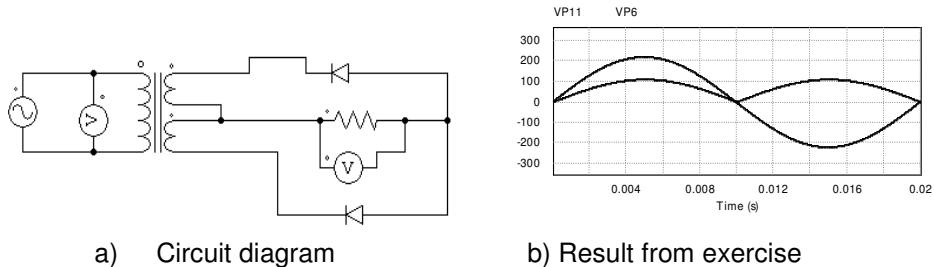 VP11 VP6
300
200
100
0
-100
-200
-300
0.004 0.008 0.012 0.016 0.02
Time (s)
V
V
a) Circuit diagram b) Result from exercise